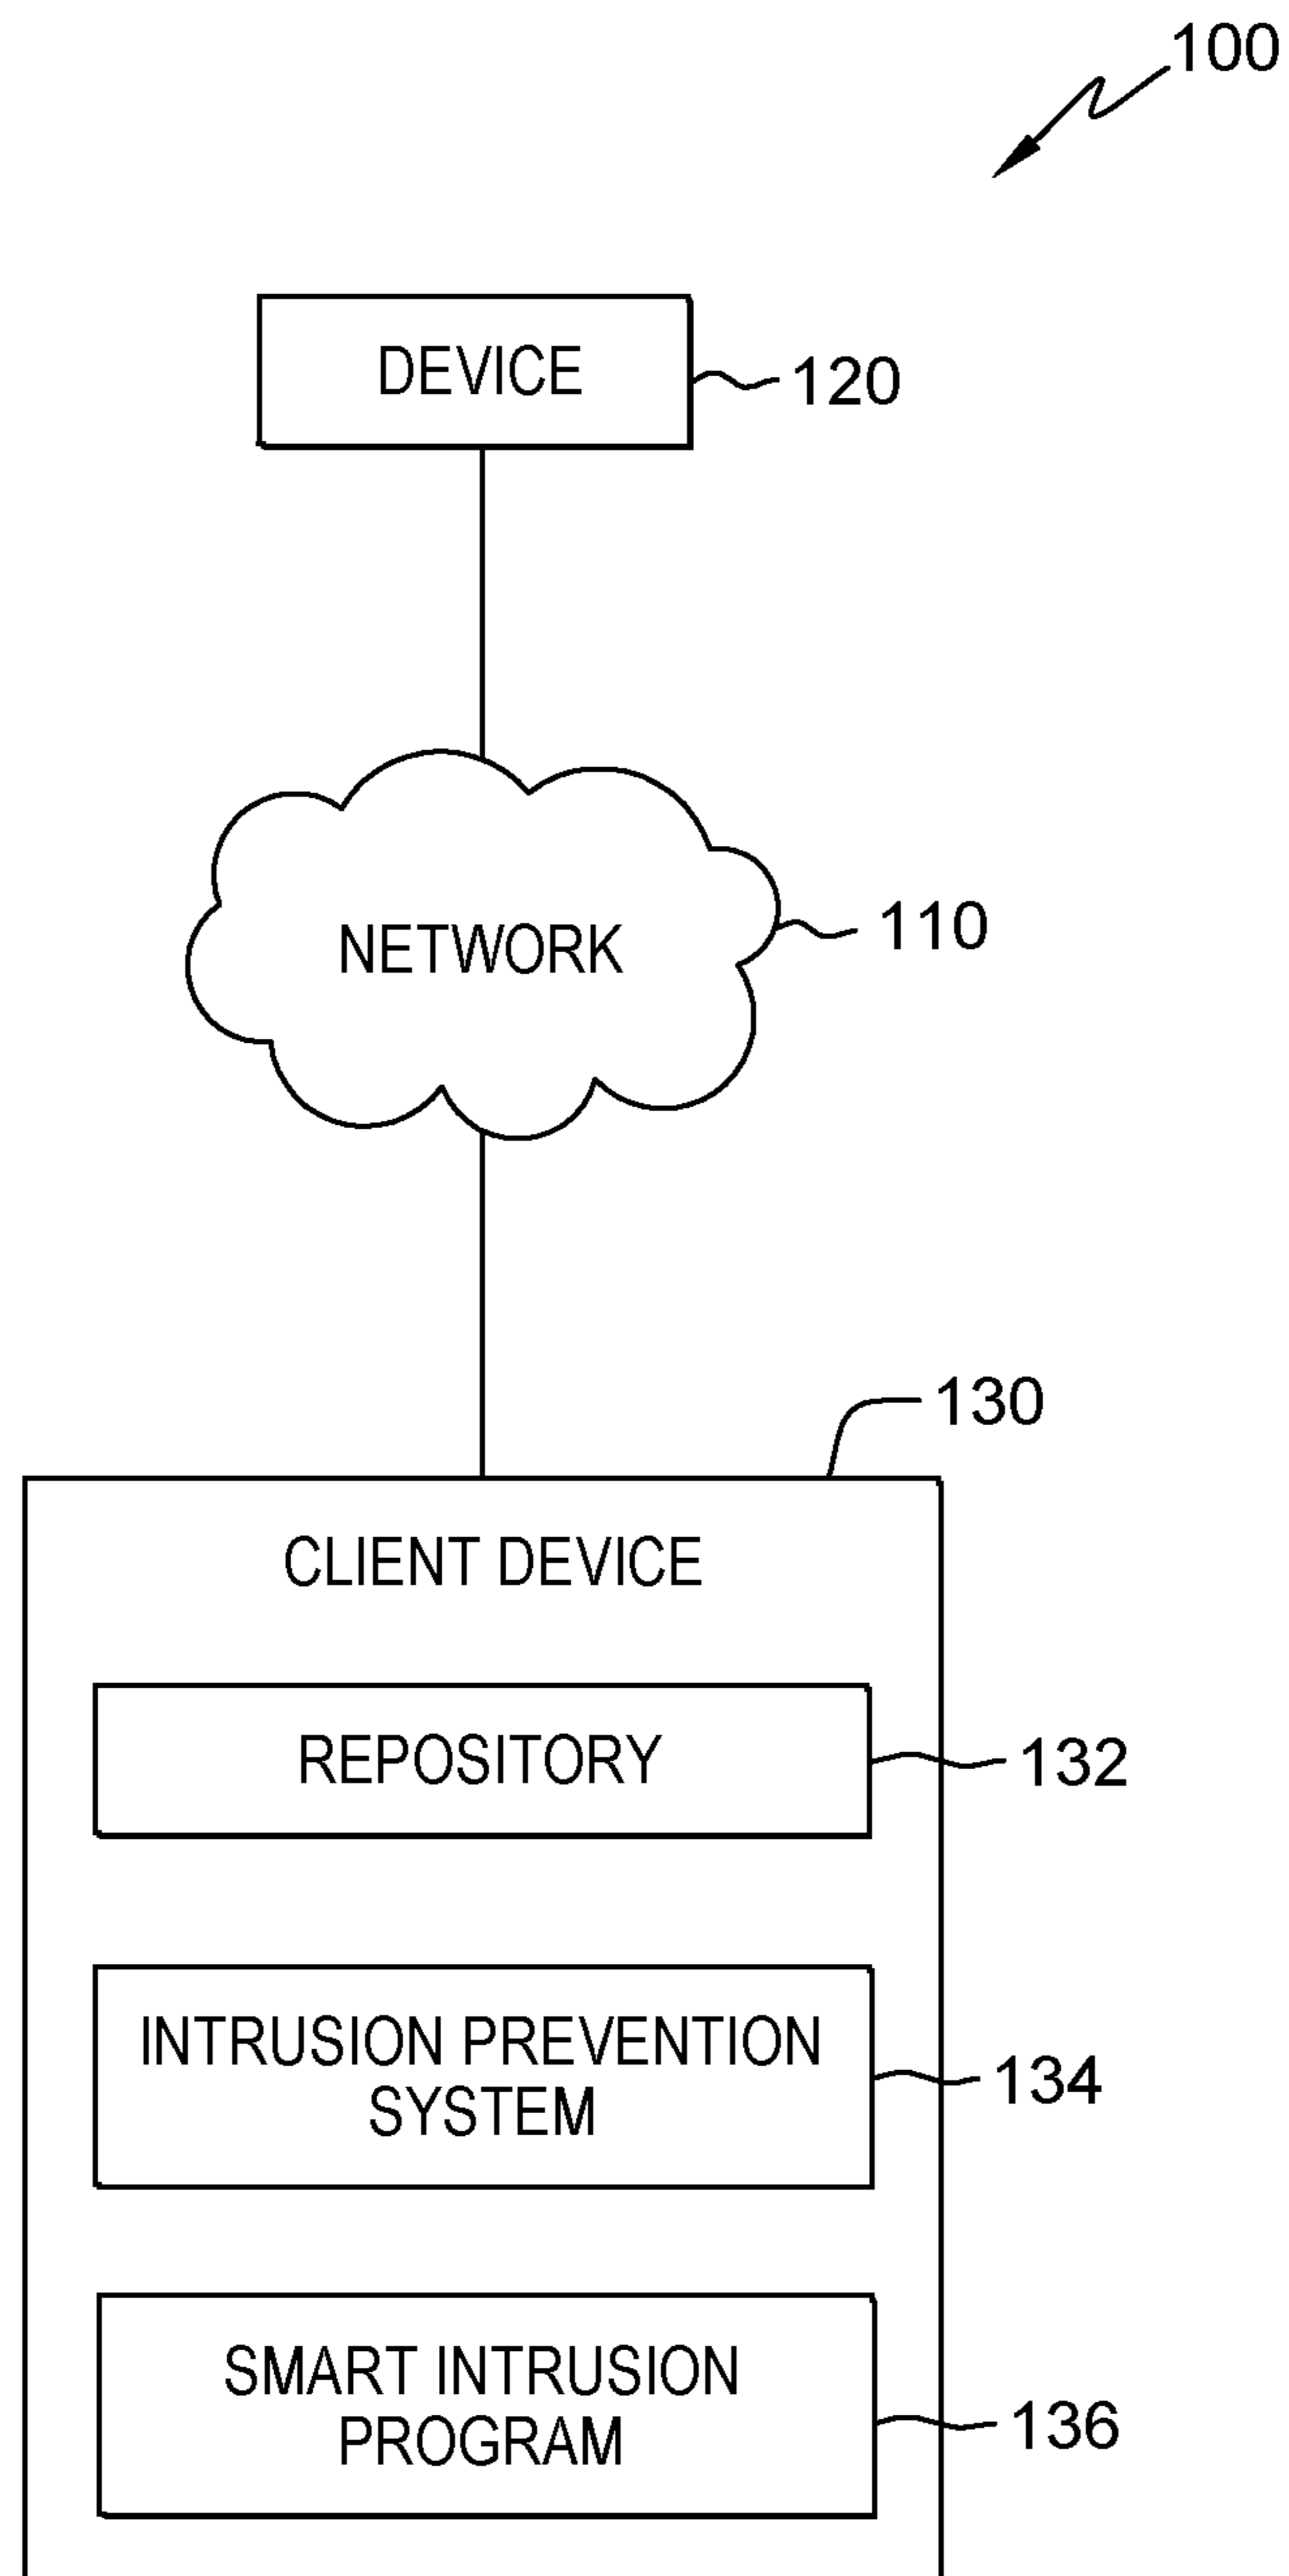 100
DEVICE
120
NETWORK
110
130
CLIENT DEVICE
REPOSITORY
132
INTRUSION PREVENTION
SYSTEM
134
SMART INTRUSION
PROGRAM
136